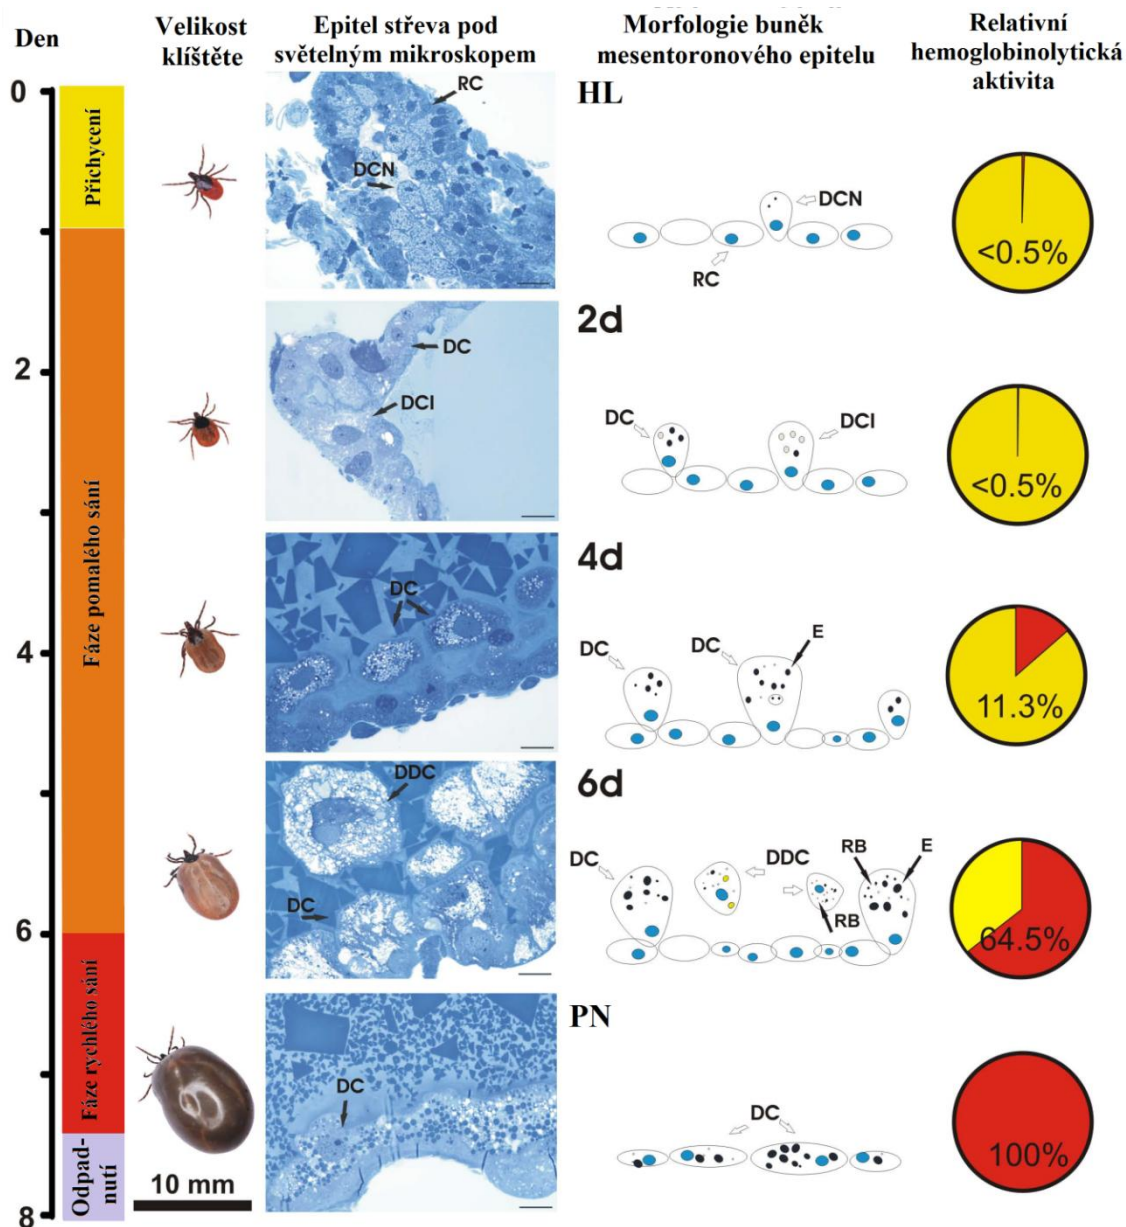 Den
Velikost
klíštěte
Epitel střeva pod
světelným mikroskopem
Morfologie buněk
mesentoronového epitelu
Relativní
hemoglobinolytická
aktivita
0
2
4
6
8
Přichycení
Fáze pomalého sání
Fáze rychlého sání
Odpad-
nutí
10 mm
RC
DCN
HL
DCN
RC
<0.5%
DC
DCI
2d
DC
DCI
<0.5%
DC
4d
DC
DC
E
11.3%
DDC
DC
6d
DC
DDC
RB
E
RB
64.5%
DC
PN
DC
100%